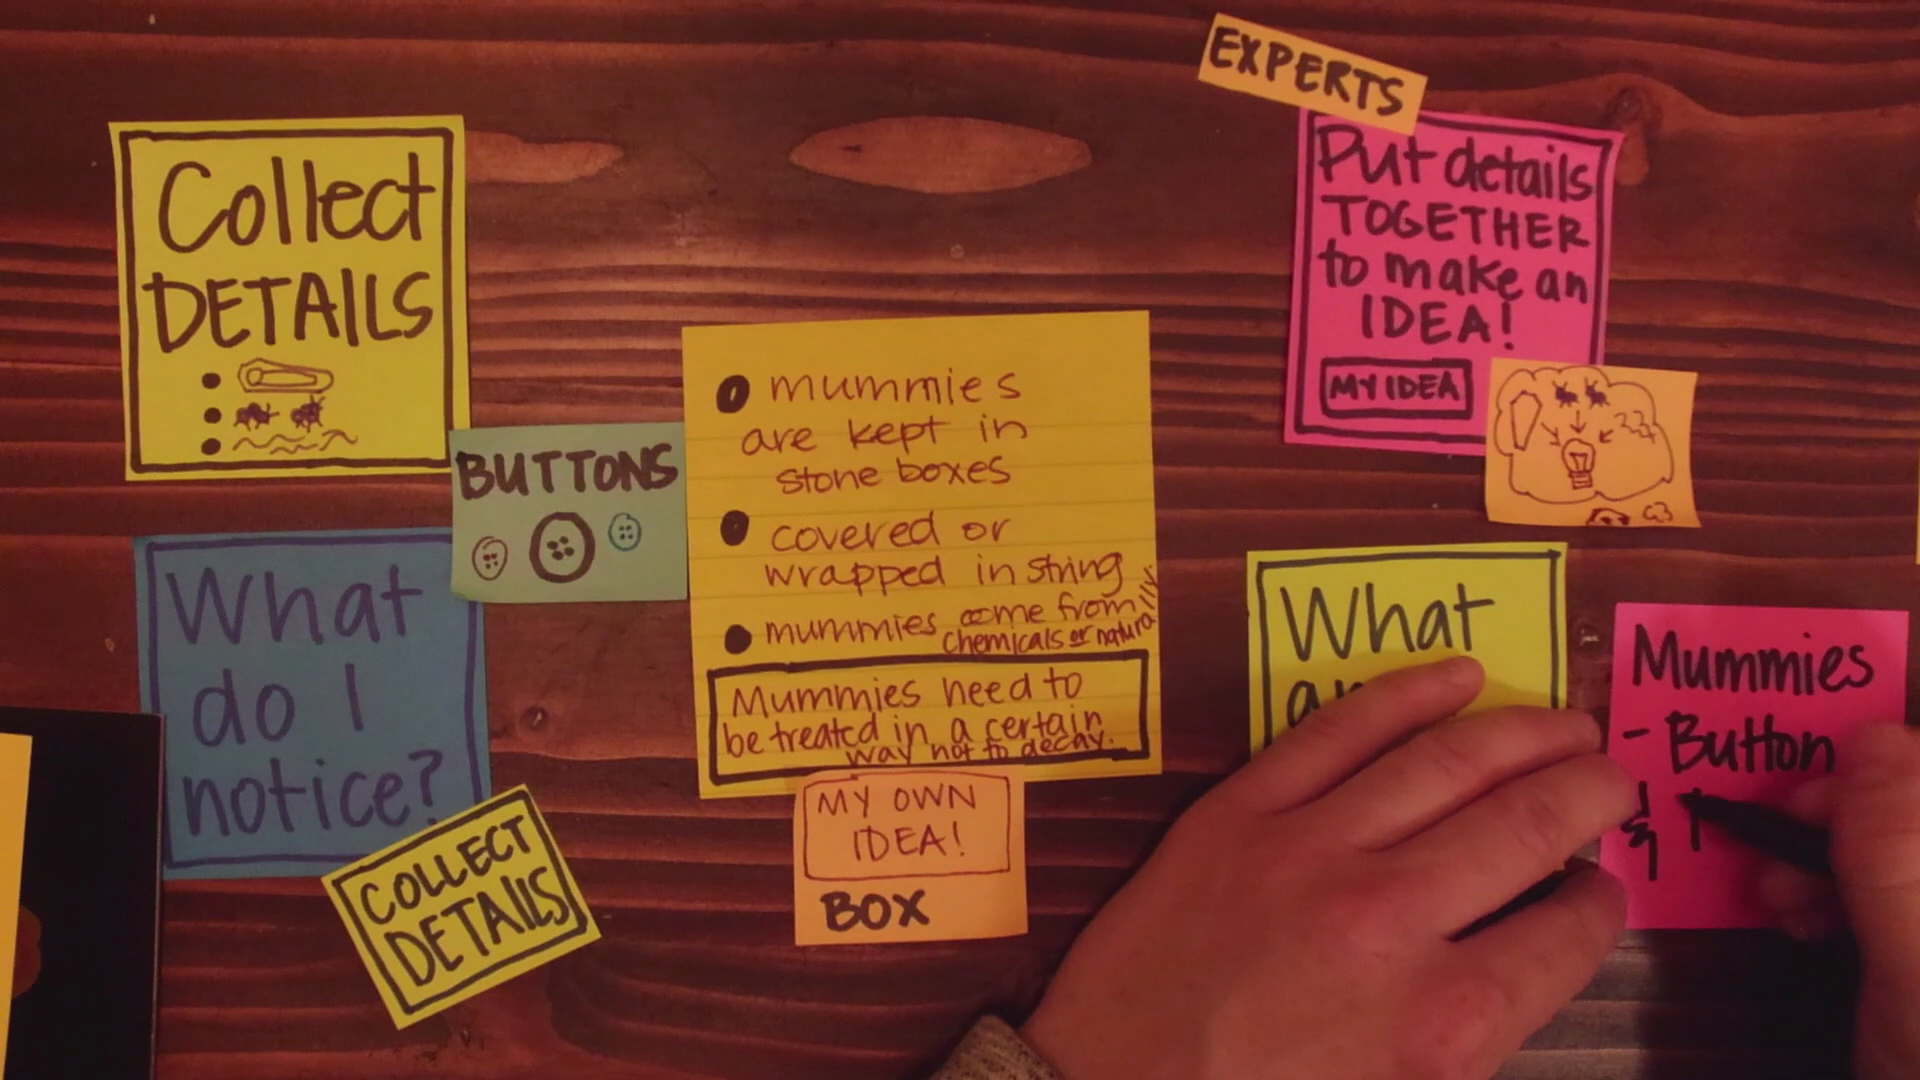 EXPERTS
Collect
DETAILS
Put details
TOGETHER
to make an
IDEA!
MY IDEA
BUTTONS
mummies
are kept in
stone boxes
covered or
wrapped in string
mummies come from
chemicals or naturally.
Mummies need to
be treated in a certain
way not to decay.
MY OWN
IDEA!
BOX
What
do I
notice?
COLLECT
DETAILS
What
Mummies
- Button